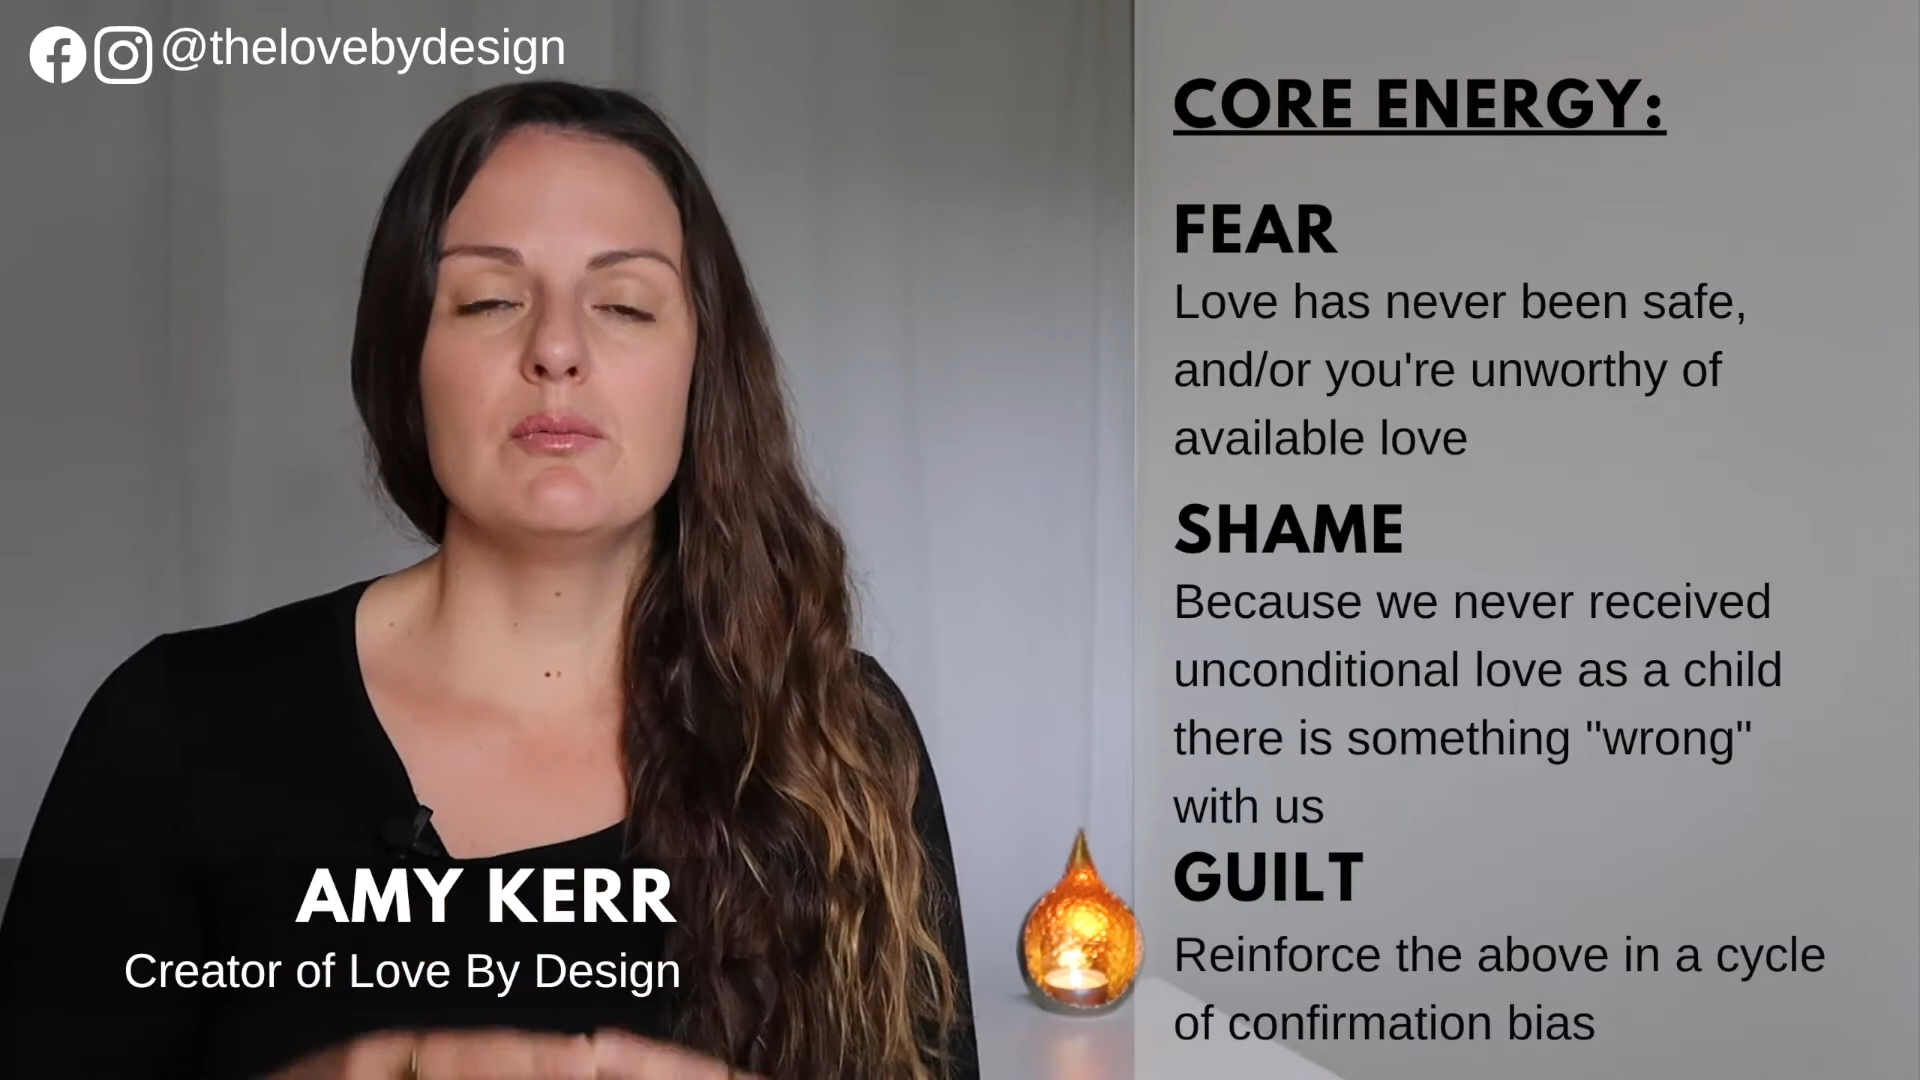 @thelovebydesign
CORE ENERGY:
FEAR
Love has never been safe,
and/or you're unworthy of
available love
SHAME
Because we never received
unconditional love as a child
there is something "wrong"
with us
GUILT
Reinforce the above in a cycle
of confirmation bias
AMY KERR
Creator of Love By Design